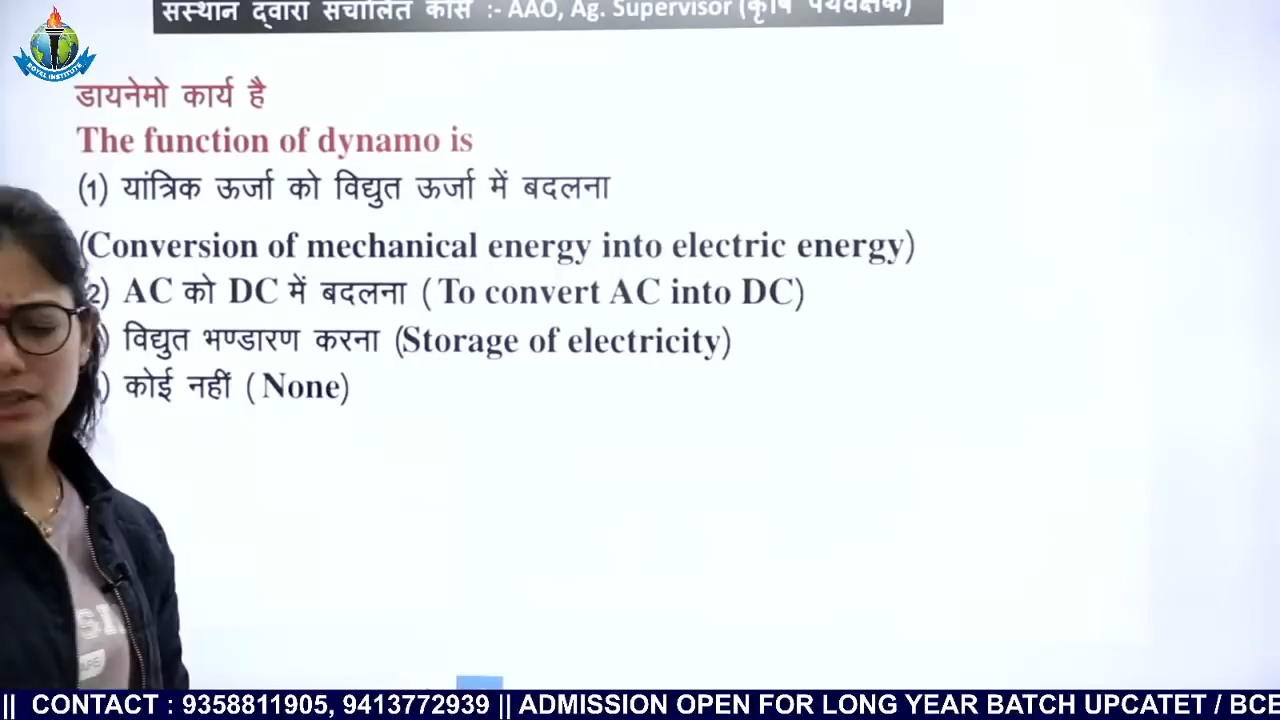 संस्थान द्वारा संचालित कोर्स :- AAO, Ag. Supervisor (कृषि पर्यवेक्षक)
ROYAL INSTITUTE
डायनेमो कार्य है
The function of dynamo is
(1) यांत्रिक ऊर्जा को विद्युत ऊर्जा में बदलना
(Conversion of mechanical energy into electric energy)
2) AC को DC में बदलना ( To convert AC into DC)
) विद्युत भण्डारण करना (Storage of electricity)
) कोई नहीं ( None)
|| CONTACT : 9358811905, 9413772939 || ADMISSION OPEN FOR LONG YEAR BATCH UPCATET / BCE